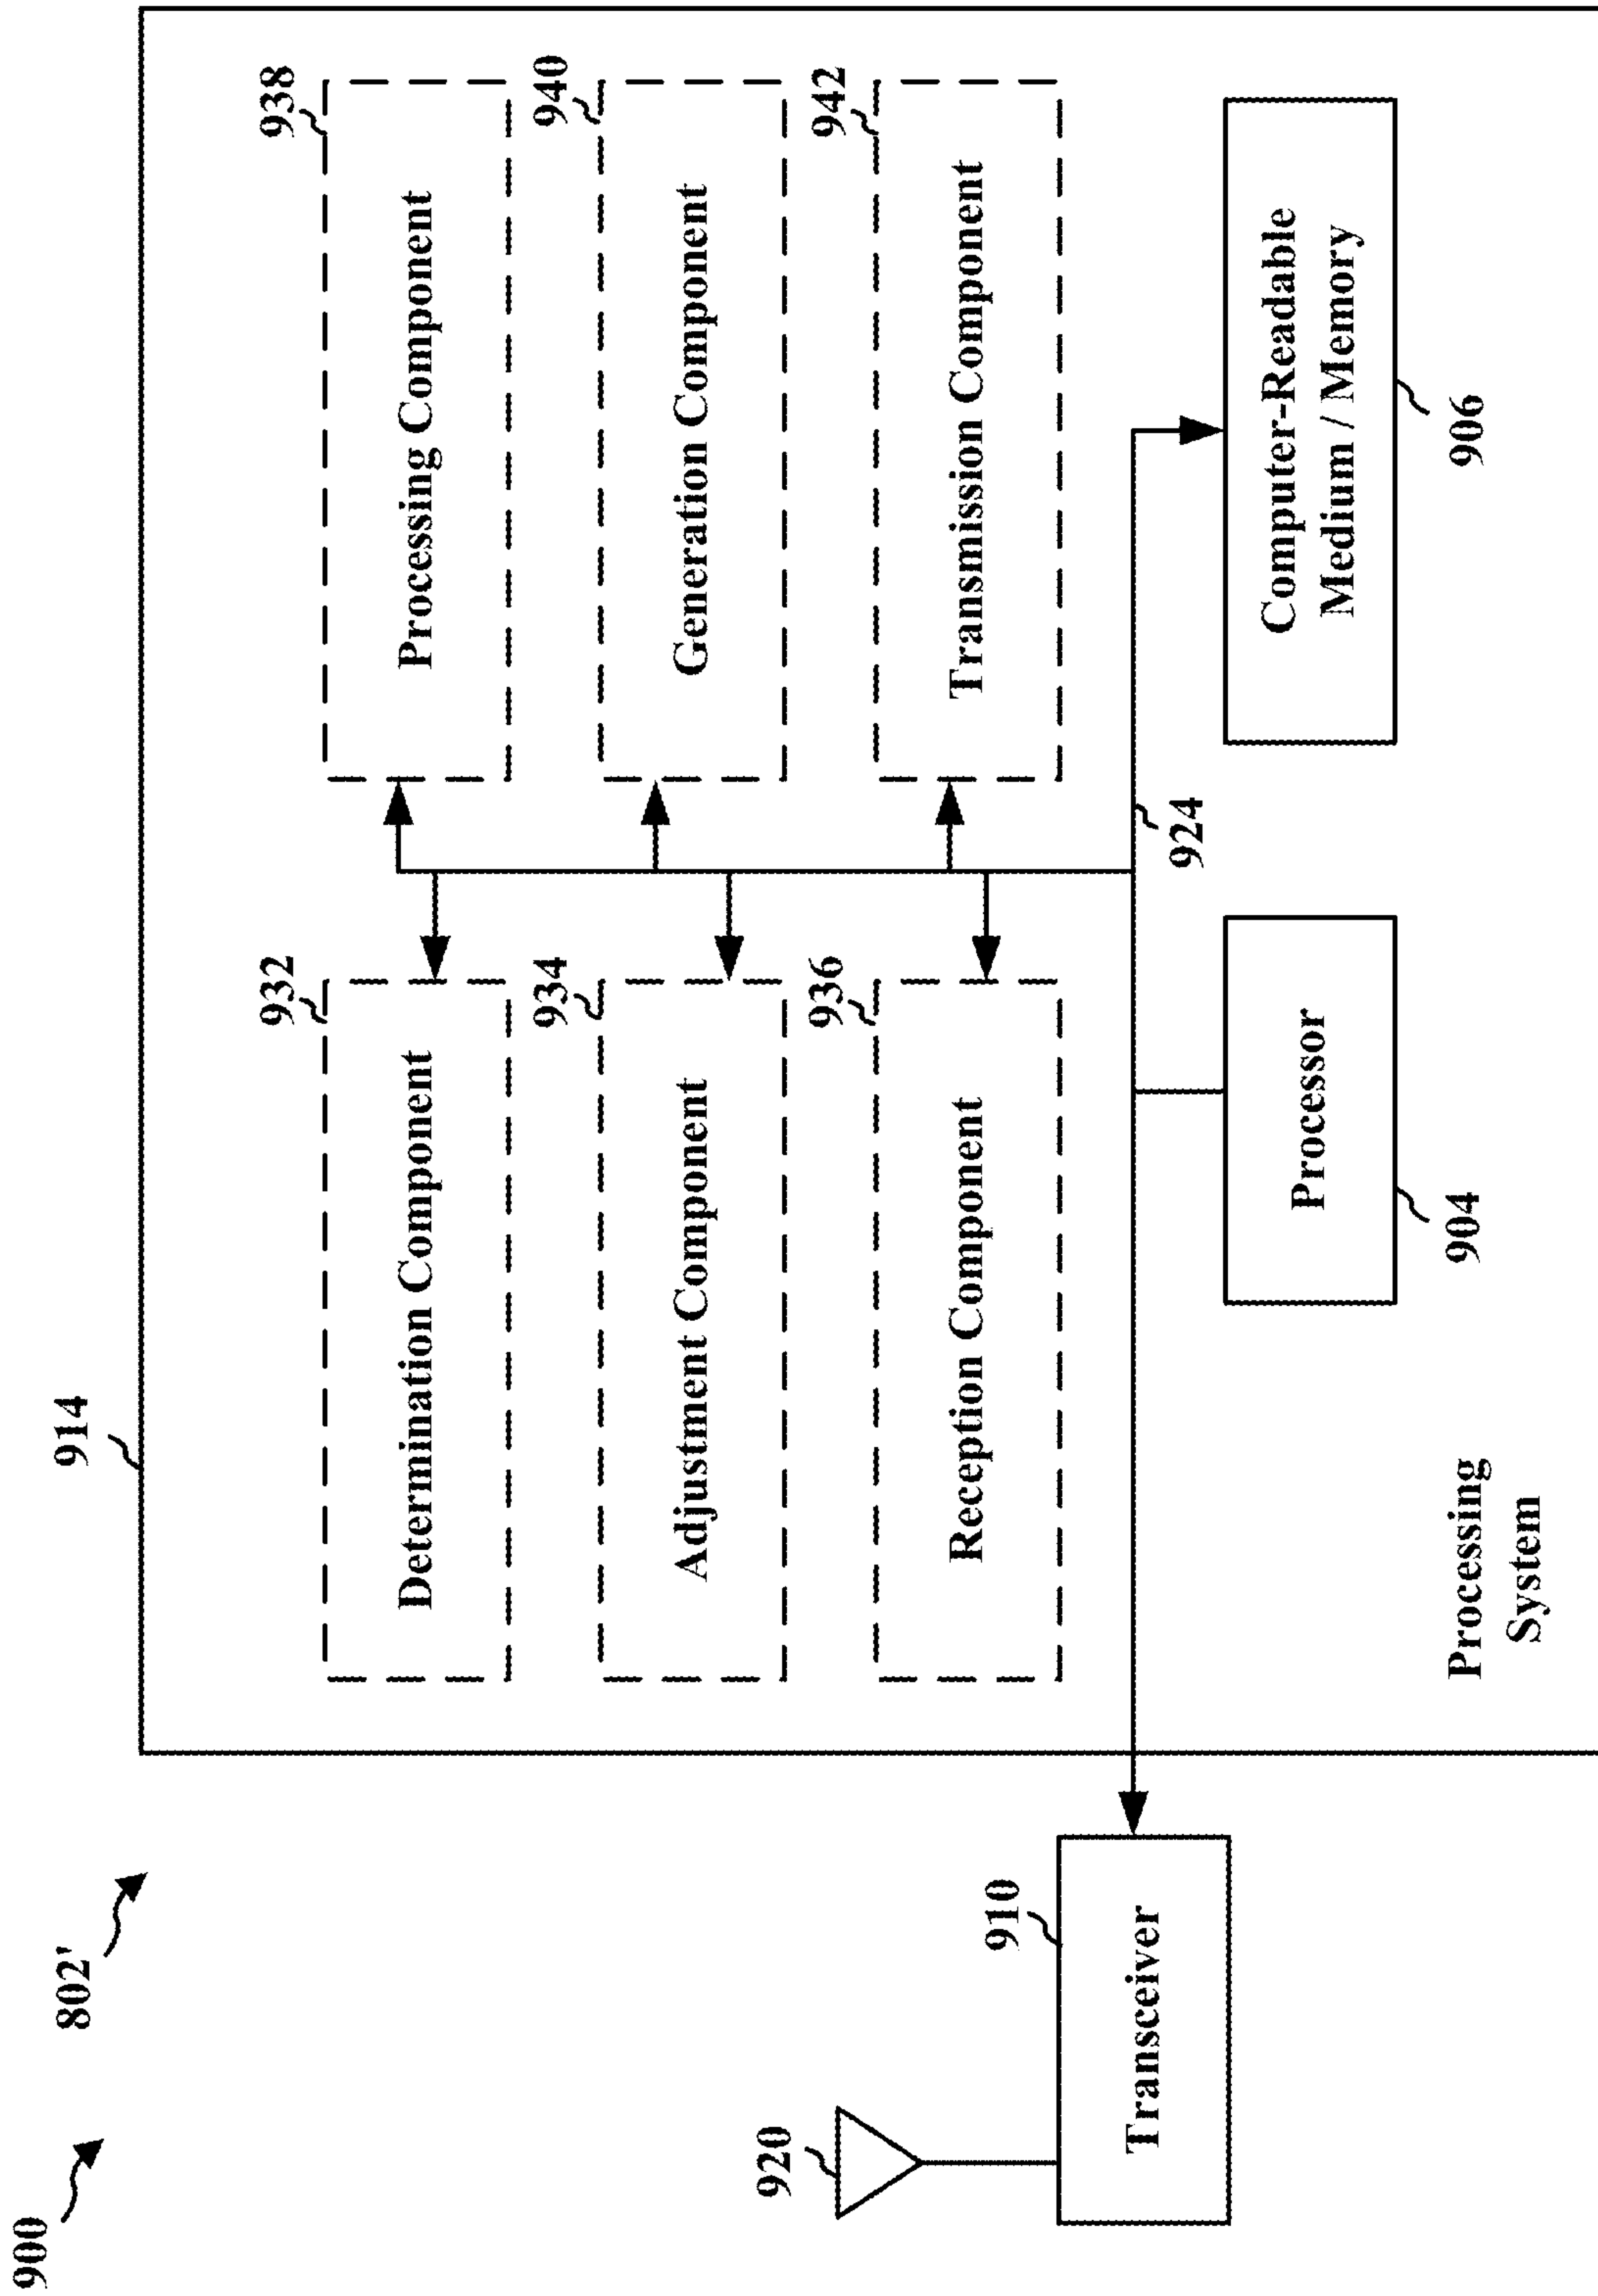 900
802'
914
932
Determination Component
938
Processing Component
934
Adjustment Component
940
Generation Component
936
Reception Component
942
Transmission Component
920
910
Transceiver
924
Processor
904
Computer-Readable
Medium / Memory
906
Processing
System